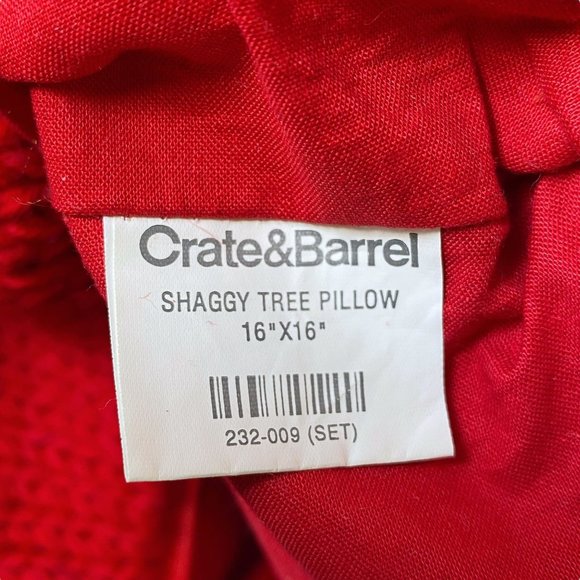 Crate&Barrel
SHAGGY TREE PILLOW
16"X16"
232-009 (SET)